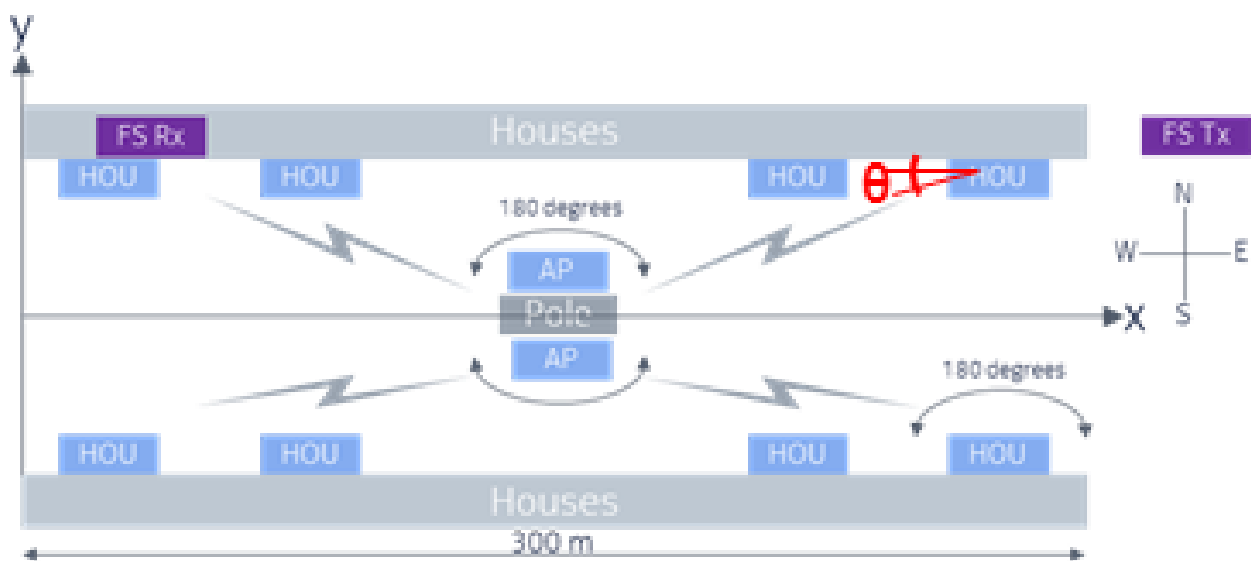 y
Houses
FS Rx
FS Tx
HOU
HOU
HOU
HOU
θ
N
W
E
S
180 degrees
AP
Pole
x
AP
180 degrees
HOU
HOU
HOU
HOU
Houses
300 m